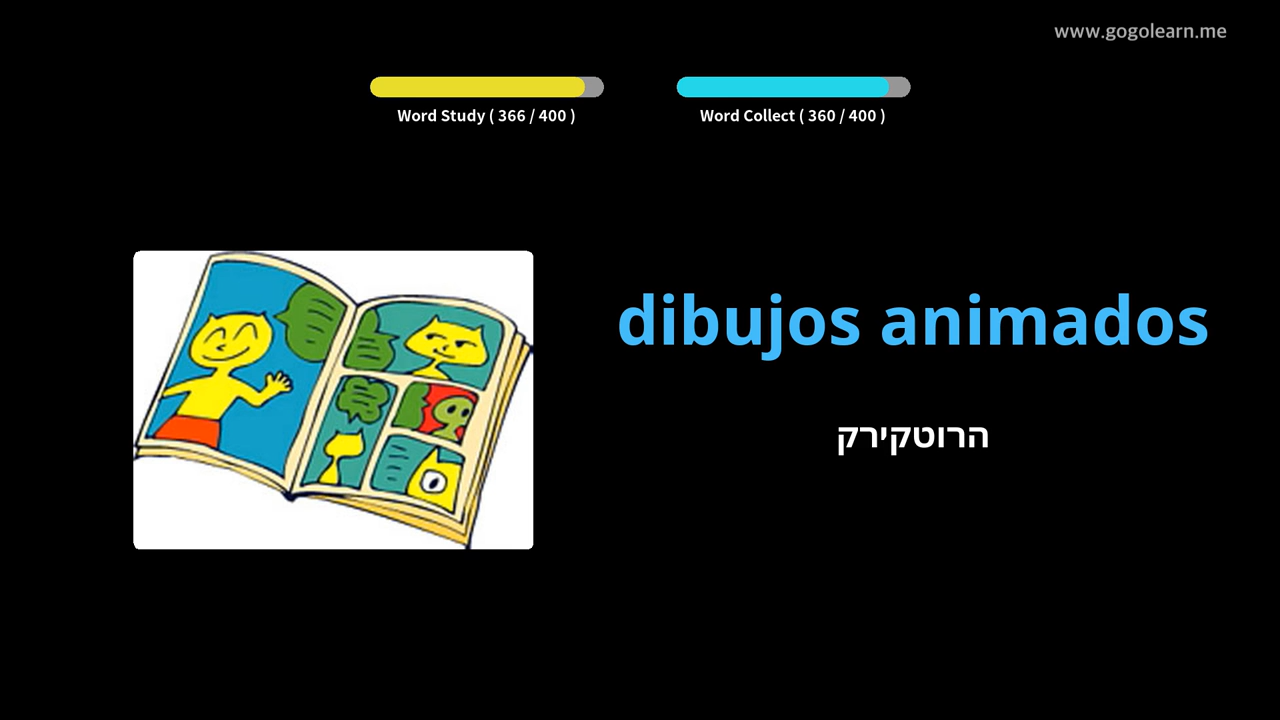 www.gogolearn.me
Word Study ( 366 / 400 )
Word Collect ( 360 / 400 )
dibujos animados
הרוטקירק